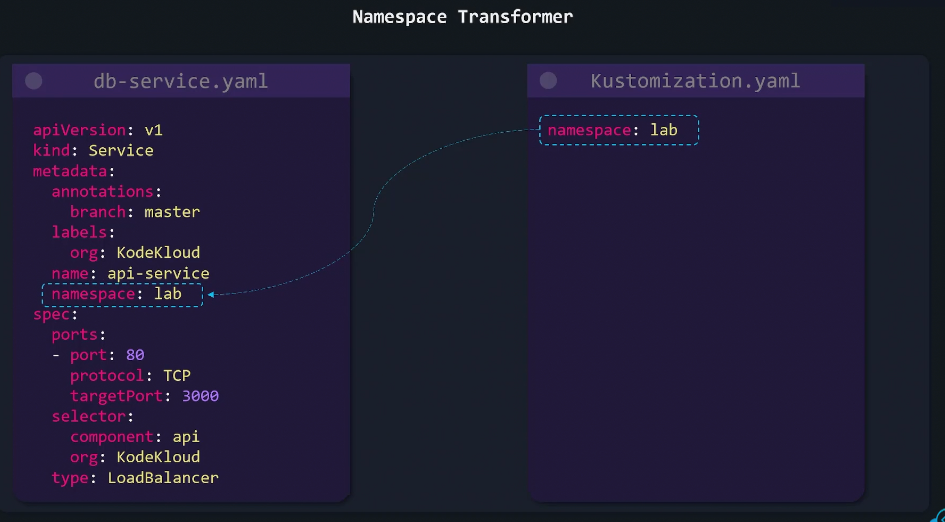 Namespace Transformer
db-service.yaml
apiVersion: v1
kind: Service
metadata:
  annotations:
    branch: master
  labels:
    org: KodeKloud
  name: api-service
  namespace: lab
spec:
  ports:
  - port: 80
    protocol: TCP
    targetPort: 3000
  selector:
    component: api
    org: KodeKloud
  type: LoadBalancer
Kustomization.yaml
namespace: lab